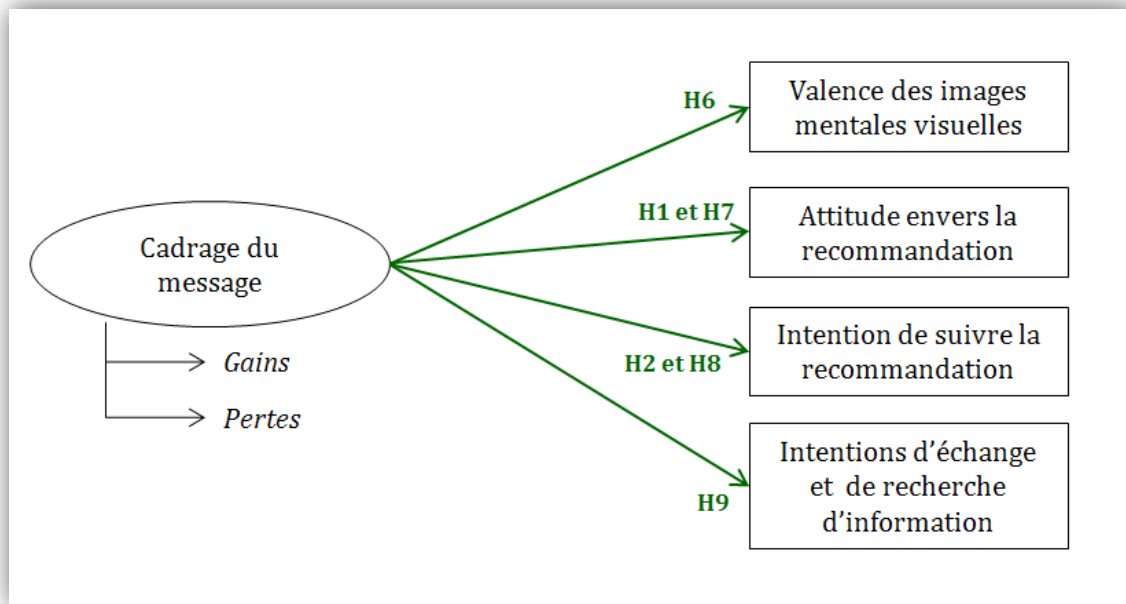 Cadrage du
message
Gains
Pertes
H6
Valence des images
mentales visuelles
H1 et H7
Attitude envers la
recommandation
H2 et H8
Intention de suivre la
recommandation
H9
Intentions d’échange
et de recherche
d’information